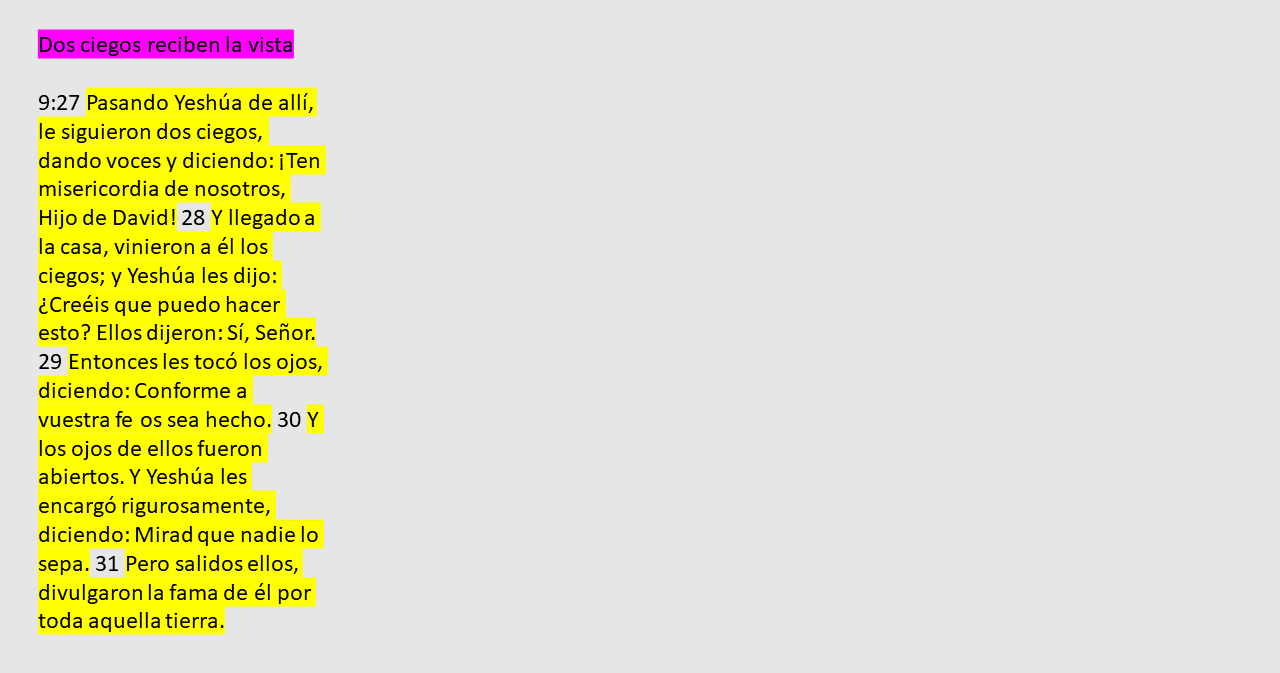 Dos ciegos reciben la vista
9:27 Pasando Yeshúa de allí,
le siguieron dos ciegos,
dando voces y diciendo: ¡Ten
misericordia de nosotros,
Hijo de David! 28 Y llegado a
la casa, vinieron a él los
ciegos; y Yeshúa les dijo:
¿Creéis que puedo hacer
esto? Ellos dijeron: Sí, Señor.
29 Entonces les tocó los ojos,
diciendo: Conforme a
vuestra fe os sea hecho. 30 Y
los ojos de ellos fueron
abiertos. Y Yeshúa les
encargó rigurosamente,
diciendo: Mirad que nadie lo
sepa. 31 Pero salidos ellos,
divulgaron la fama de él por
toda aquella tierra.